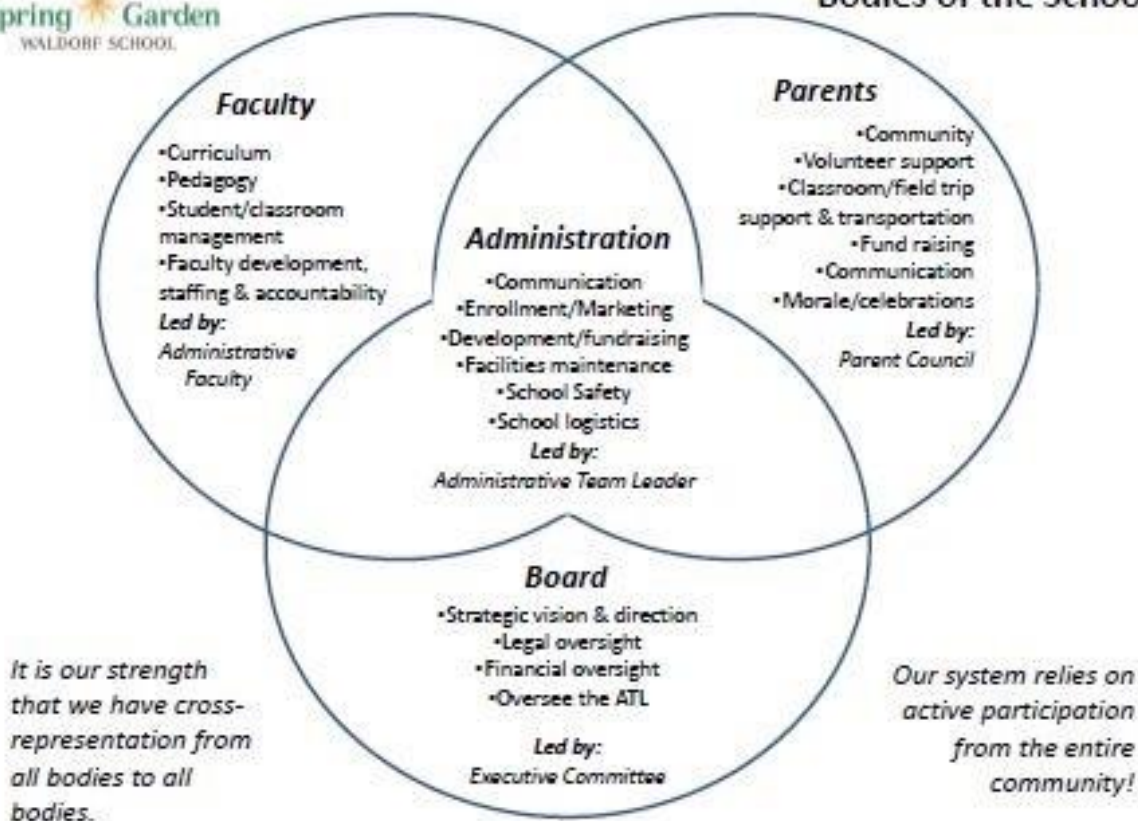 pring Garden
WALDORF SCHOOL
Bodies of the School
Faculty
•Curriculum
•Pedagogy
•Student/classroom
management
•Faculty development,
staffing & accountability
Led by:
Administrative
Faculty
Parents
•Community
•Volunteer support
•Classroom/field trip
support & transportation
•Fund raising
•Communication
•Morale/celebrations
Led by:
Parent Council
Administration
•Communication
•Enrollment/Marketing
•Development/fundraising
•Facilities maintenance
•School Safety
•School logistics
Led by:
Administrative Team Leader
Board
•Strategic vision & direction
•Legal oversight
•Financial oversight
•Oversee the ATL
Led by:
Executive Committee
It is our strength
that we have cross-
representation from
all bodies to all
bodies.
Our system relies on
active participation
from the entire
community!